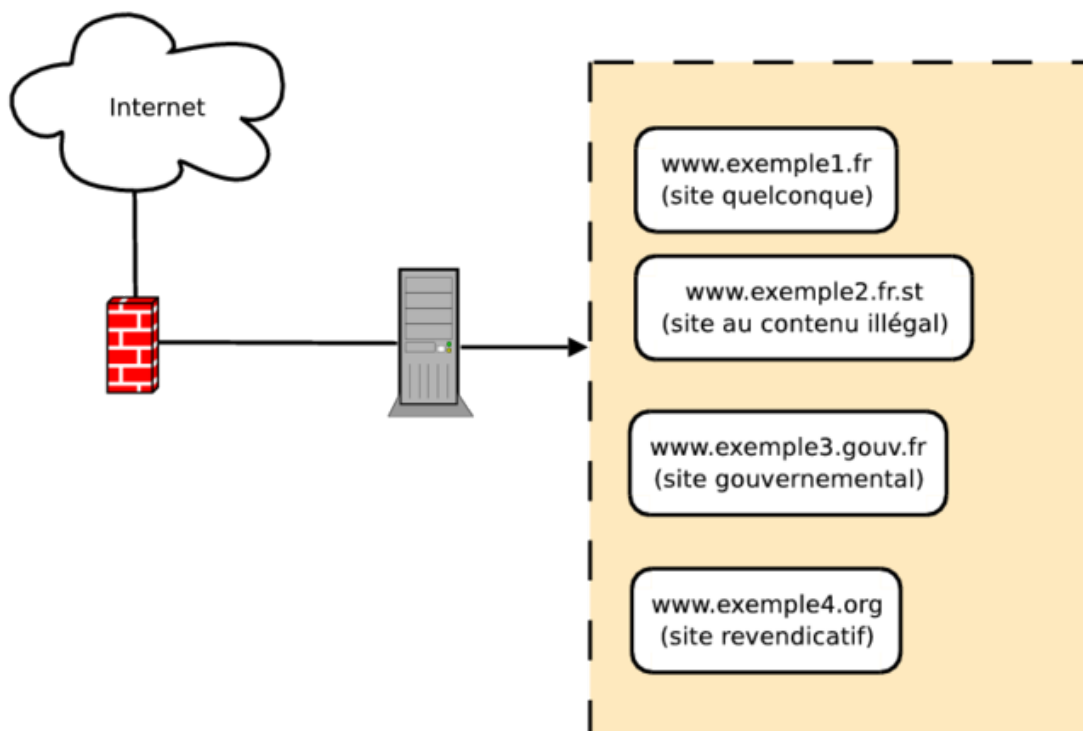 Internet
www.exemple1.fr
(site quelconque)
www.exemple2.fr.st
(site au contenu illégal)
www.exemple3.gouv.fr
(site gouvernemental)
www.exemple4.org
(site revendicatif)